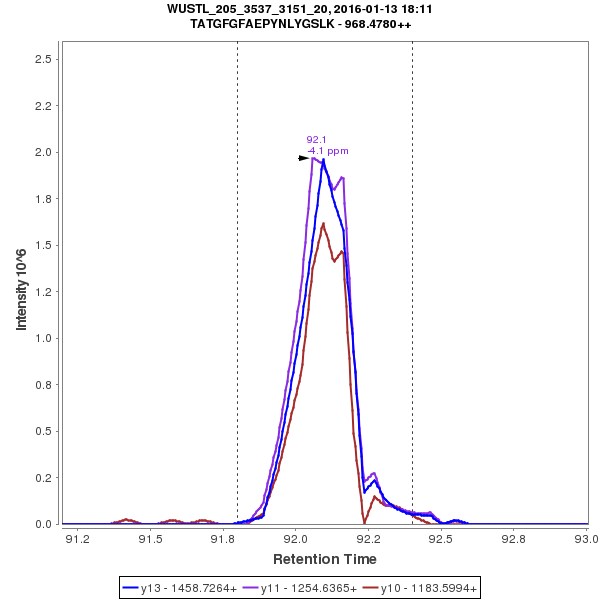 WUSTL_205_3537_3151_20, 2016-01-13 18:11
TATGFGFAEPYNLYGSLK - 968.4780++
Intensity 10^6
2.5
2.2
2.0
1.8
1.5
1.2
1.0
0.8
0.5
0.2
0.0
92.1
-4.1 ppm
91.2 91.5 91.8 92.0 92.2 92.5 92.8 93.0
Retention Time
y13 - 1458.7264+ y11 - 1254.6365+ y10 - 1183.5994+